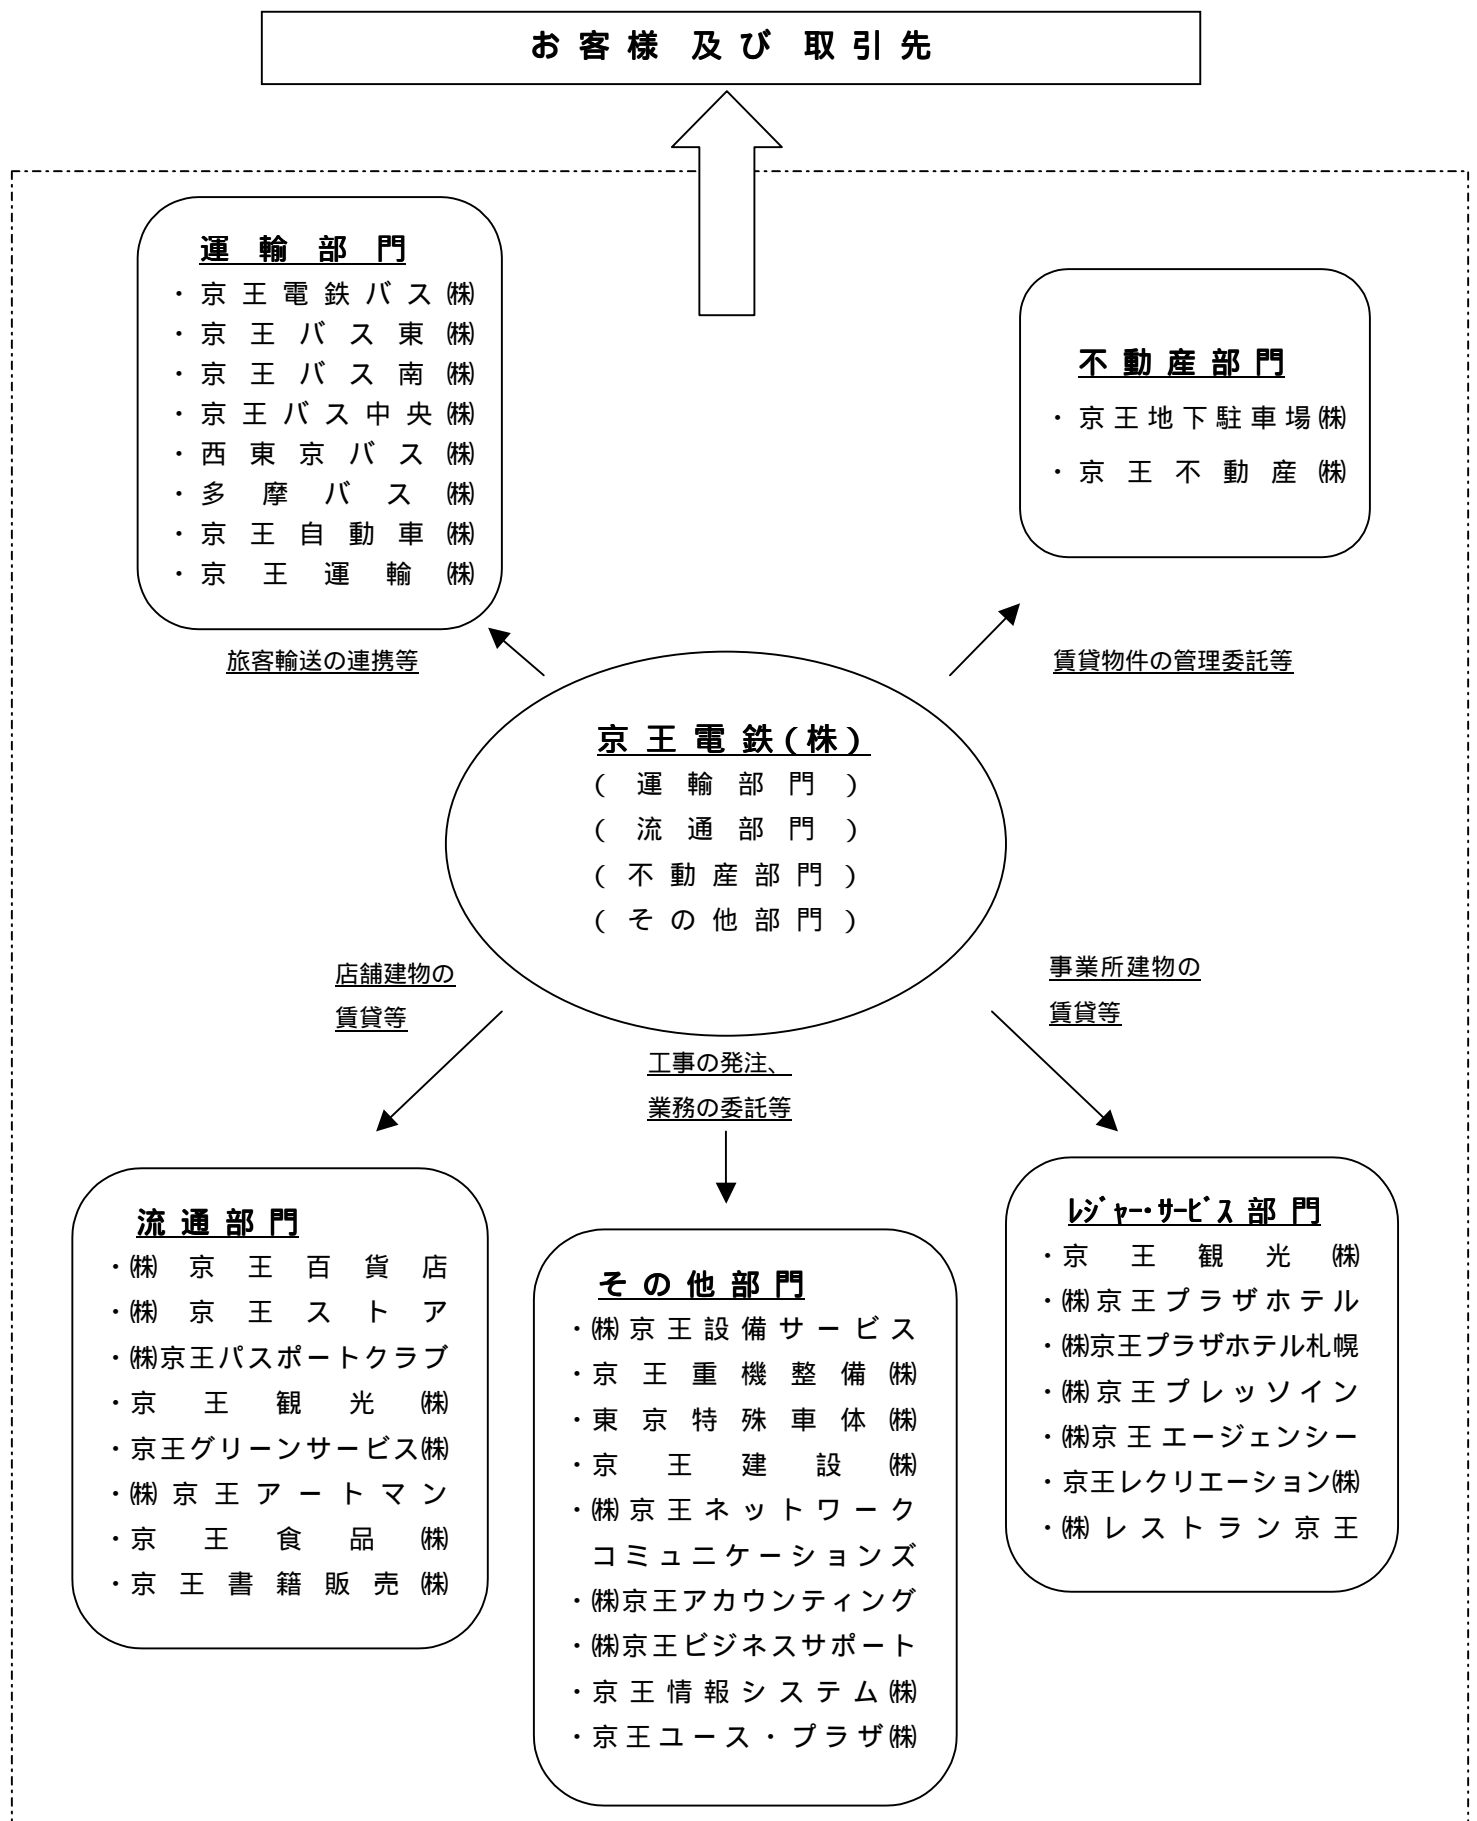 お客様 及び 取引先
運輸部門
・京王電鉄バス㈱
・京王バス東㈱
・京王バス南㈱
・京王バス中央㈱
・西東京バス㈱
・多摩バス㈱
・京王自動車㈱
・京王運輸㈱
不動産部門
・京王地下駐車場㈱
・京王不動産㈱
旅客輸送の連携等
賃貸物件の管理委託等
京王電鉄(株)
(運輸部門)
(流通部門)
(不動産部門)
(その他部門)
店舗建物の
賃貸等
事業所建物の
賃貸等
工事の発注、
業務の委託等
流通部門
・㈱京王百貨店
・㈱京王ストア
・㈱京王パスポートクラブ
・京王観光㈱
・京王グリーンサービス㈱
・㈱京王アートマン
・京王食品㈱
・京王書籍販売㈱
その他部門
・㈱京王設備サービス
・京王重機整備㈱
・東京特殊車体㈱
・京王建設㈱
・㈱京王ネットワーク
コミュニケーションズ
・㈱京王アカウンティング
・㈱京王ビジネスサポート
・京王情報システム㈱
・京王ユース・プラザ㈱
ﾚｼﾞｬｰ･ｻｰﾋﾞｽ部門
・京王観光㈱
・㈱京王プラザホテル
・㈱京王プラザホテル札幌
・㈱京王プレッソイン
・㈱京王エージェンシー
・京王レクリエーション㈱
・㈱レストラン京王